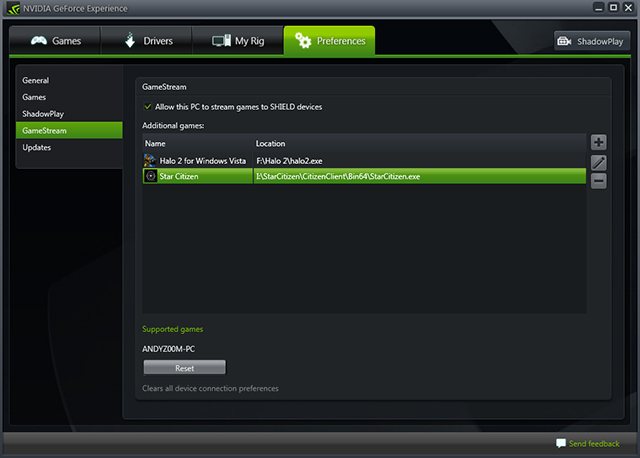 NVIDIA GeForce Experience
Games Drivers My Rig Preferences ShadowPlay
General
Games
ShadowPlay
GameStream
Updates
GameStream
Allow this PC to stream games to SHIELD devices
Additional games:
Name Location
Halo 2 for Windows Vista F:\Halo 2\halo2.exe
Star Citizen I:\StarCitizen\CitizenClient\Bin64\StarCitizen.exe
Supported games
ANDYZ00M-PC
Reset
Clears all device connection preferences
Send feedback